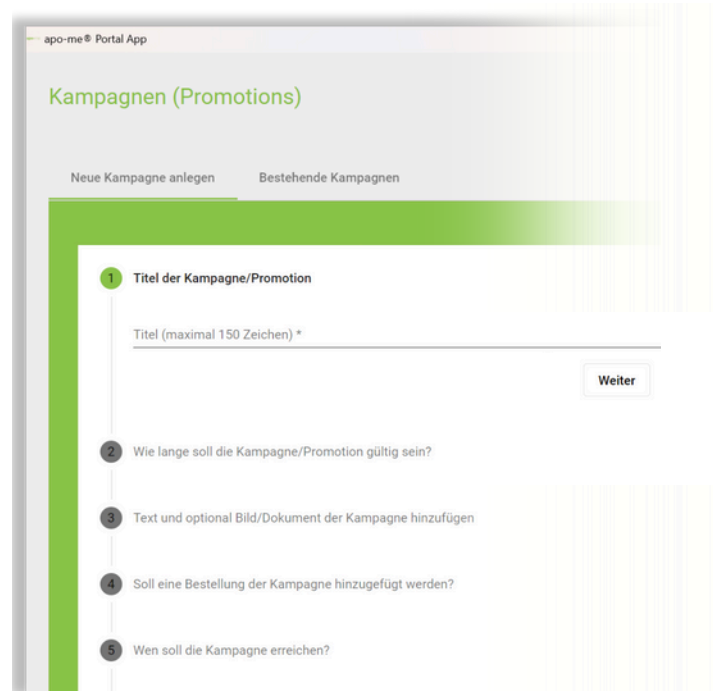 apo-me® Portal App
Kampagnen (Promotions)
Neue Kampagne anlegen Bestehende Kampagnen
1 Titel der Kampagne/Promotion
Titel (maximal 150 Zeichen) *
Weiter
2 Wie lange soll die Kampagne/Promotion gültig sein?
3 Text und optional Bild/Dokument der Kampagne hinzufügen
4 Soll eine Bestellung der Kampagne hinzugefügt werden?
5 Wen soll die Kampagne erreichen?